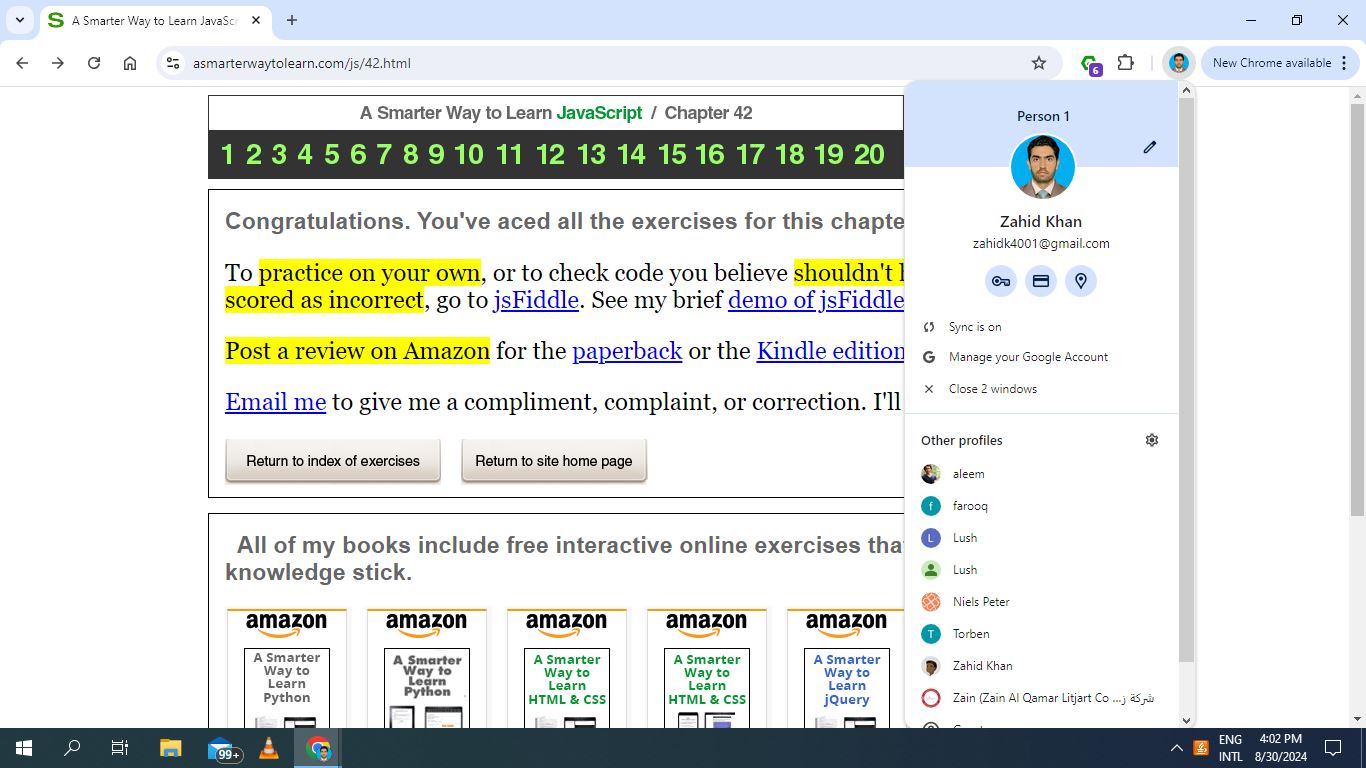 A Smarter Way to Learn JavaScr
asmarterwaytolearn.com/js/42.html
6
New Chrome available
A Smarter Way to Learn JavaScript / Chapter 42
1 2 3 4 5 6 7 8 9 10 11 12 13 14 15 16 17 18 19 20
Congratulations. You've aced all the exercises for this chapte
To practice on your own, or to check code you believe shouldn't
scored as incorrect, go to jsFiddle. See my brief demo of jsFiddle
Post a review on Amazon for the paperback or the Kindle edition
Email me to give me a compliment, complaint, or correction. I'll
Return to index of exercises
Return to site home page
All of my books include free interactive online exercises tha
knowledge stick.
amazon
A Smarter
Way to
Learn
Python
amazon
A Smarter
Way to
Learn
Python
amazon
A Smarter
Way to
Learn
HTML & CSS
amazon
A Smarter
Way to
Learn
HTML & CSS
amazon
A Smarter
Way to
Learn
jQuery
Person 1
Zahid Khan
zahidk4001@gmail.com
Sync is on
Manage your Google Account
Close 2 windows
Other profiles
aleem
f farooq
L Lush
Lush
Niels Peter
T Torben
Zahid Khan
Zain (Zain Al Qamar Litjart Co ...شركة ز
99+
ENG
INTL
4:02 PM
8/30/2024